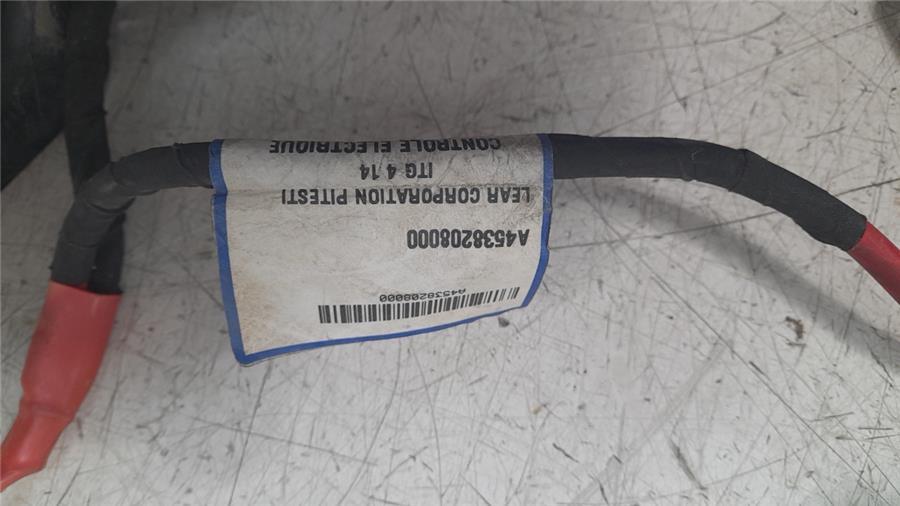 A4538208000
A4538208000
LEAR CORPORATION PITESTI
ITG 4 14
CONTROLE ELECTRIQUE